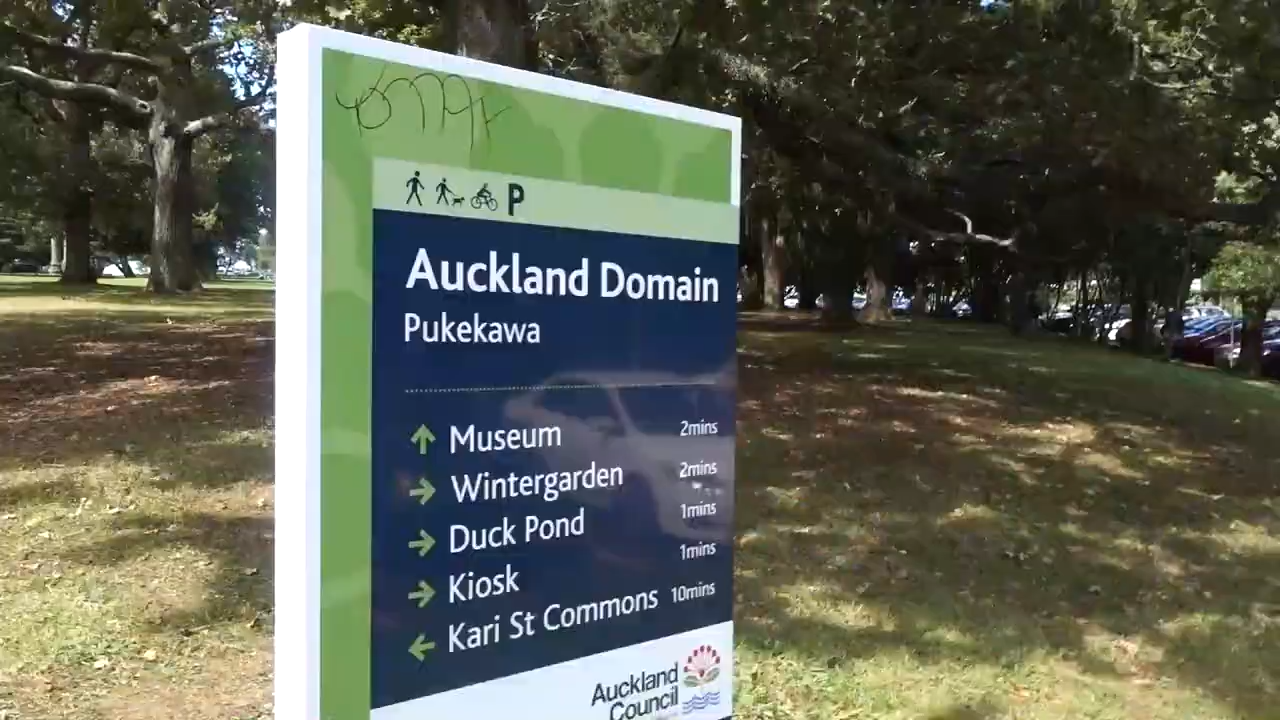 P
Auckland Domain
Pukekawa
↑ Museum 2mins
→ Wintergarden 2mins
→ Duck Pond 1mins
→ Kiosk 1mins
← Kari St Commons 10mins
Auckland
Council